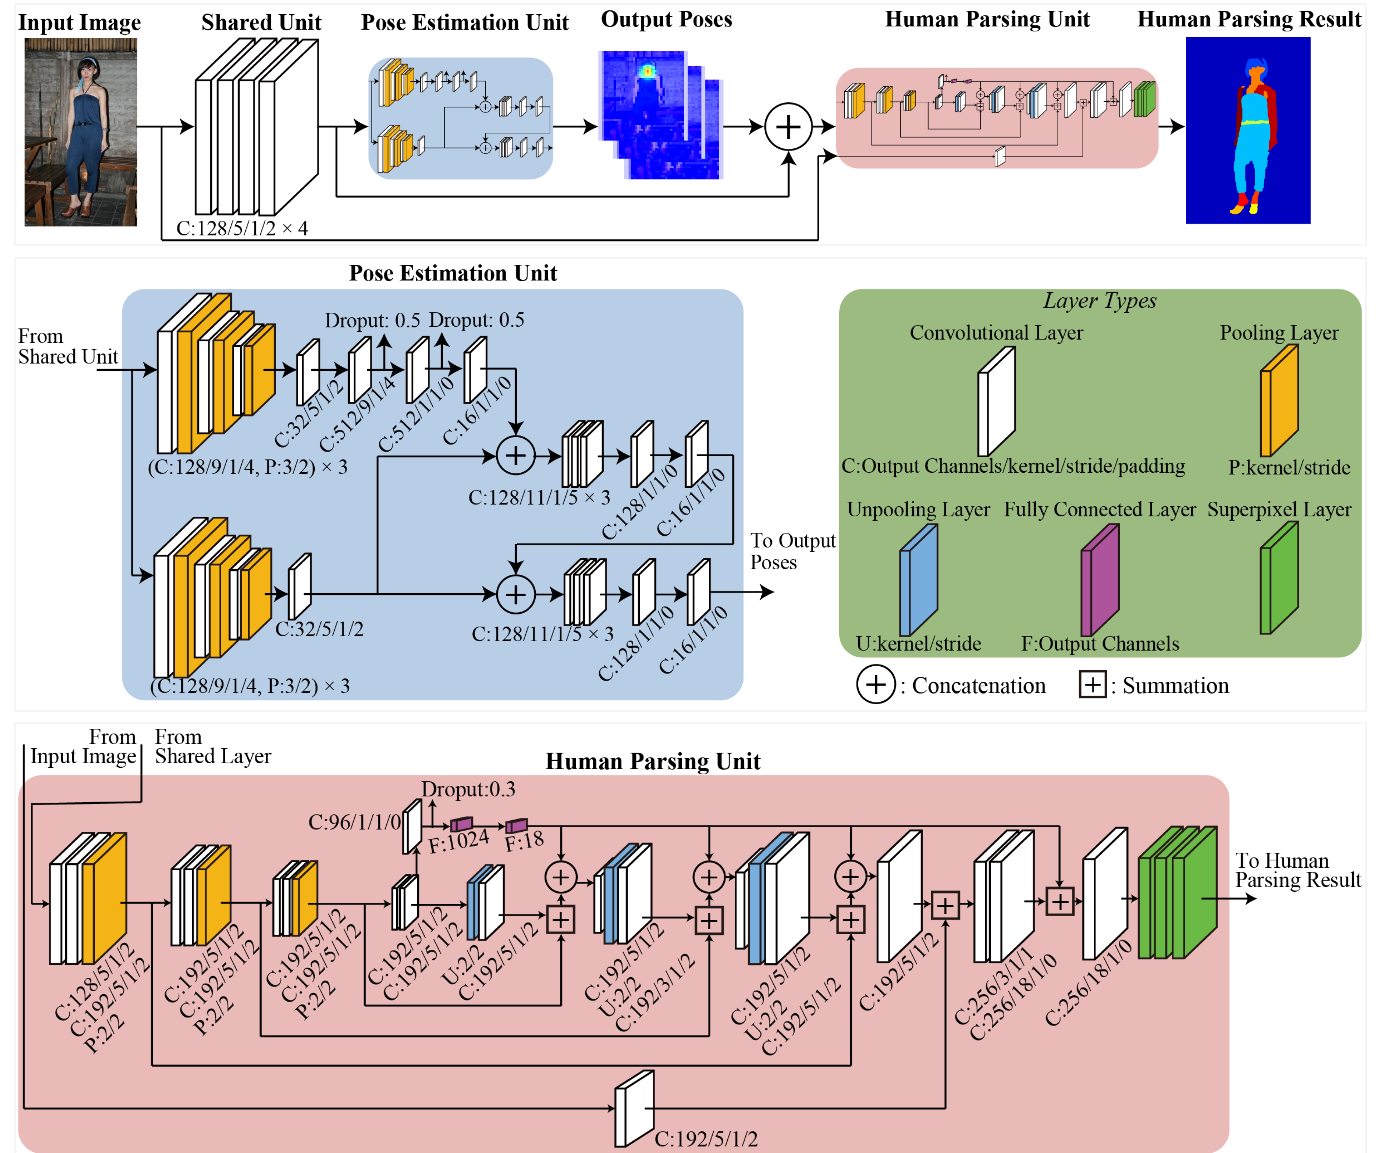 Input Image
Shared Unit
Pose Estimation Unit
Output Poses
Human Parsing Unit
Human Parsing Result
C:128/5/1/2 × 4
Pose Estimation Unit
From
Shared Unit
Droput: 0.5
Droput: 0.5
C:32/5/1/2
C:512/9/1/4
C:512/1/1/0
C:16/1/1/0
(C:128/9/1/4, P:3/2) × 3
C:128/11/1/5 × 3
C:128/1/1/0
C:16/1/1/0
To Output
Poses
C:32/5/1/2
C:128/11/1/5 × 3
C:128/1/1/0
C:16/1/1/0
(C:128/9/1/4, P:3/2) × 3
Layer Types
Convolutional Layer
Pooling Layer
C:Output Channels/kernel/stride/padding
P:kernel/stride
Unpooling Layer
Fully Connected Layer
Superpixel Layer
U:kernel/stride
F:Output Channels
: Concatenation
: Summation
From
Input Image
From
Shared Layer
Human Parsing Unit
Droput:0.3
C:96/1/1/0
F:1024
F:18
To Human
Parsing Result
C:128/5/1/2
C:192/5/1/2
P:2/2
C:192/5/1/2
C:192/5/1/2
P:2/2
C:192/5/1/2
C:192/5/1/2
P:2/2
C:192/5/1/2
C:192/5/1/2
U:2/2
C:192/5/1/2
C:192/5/1/2
U:2/2
C:192/3/1/2
C:192/5/1/2
U:2/2
C:192/5/1/2
C:192/5/1/2
C:256/3/1/1
C:256/18/1/0
C:256/18/1/0
C:192/5/1/2